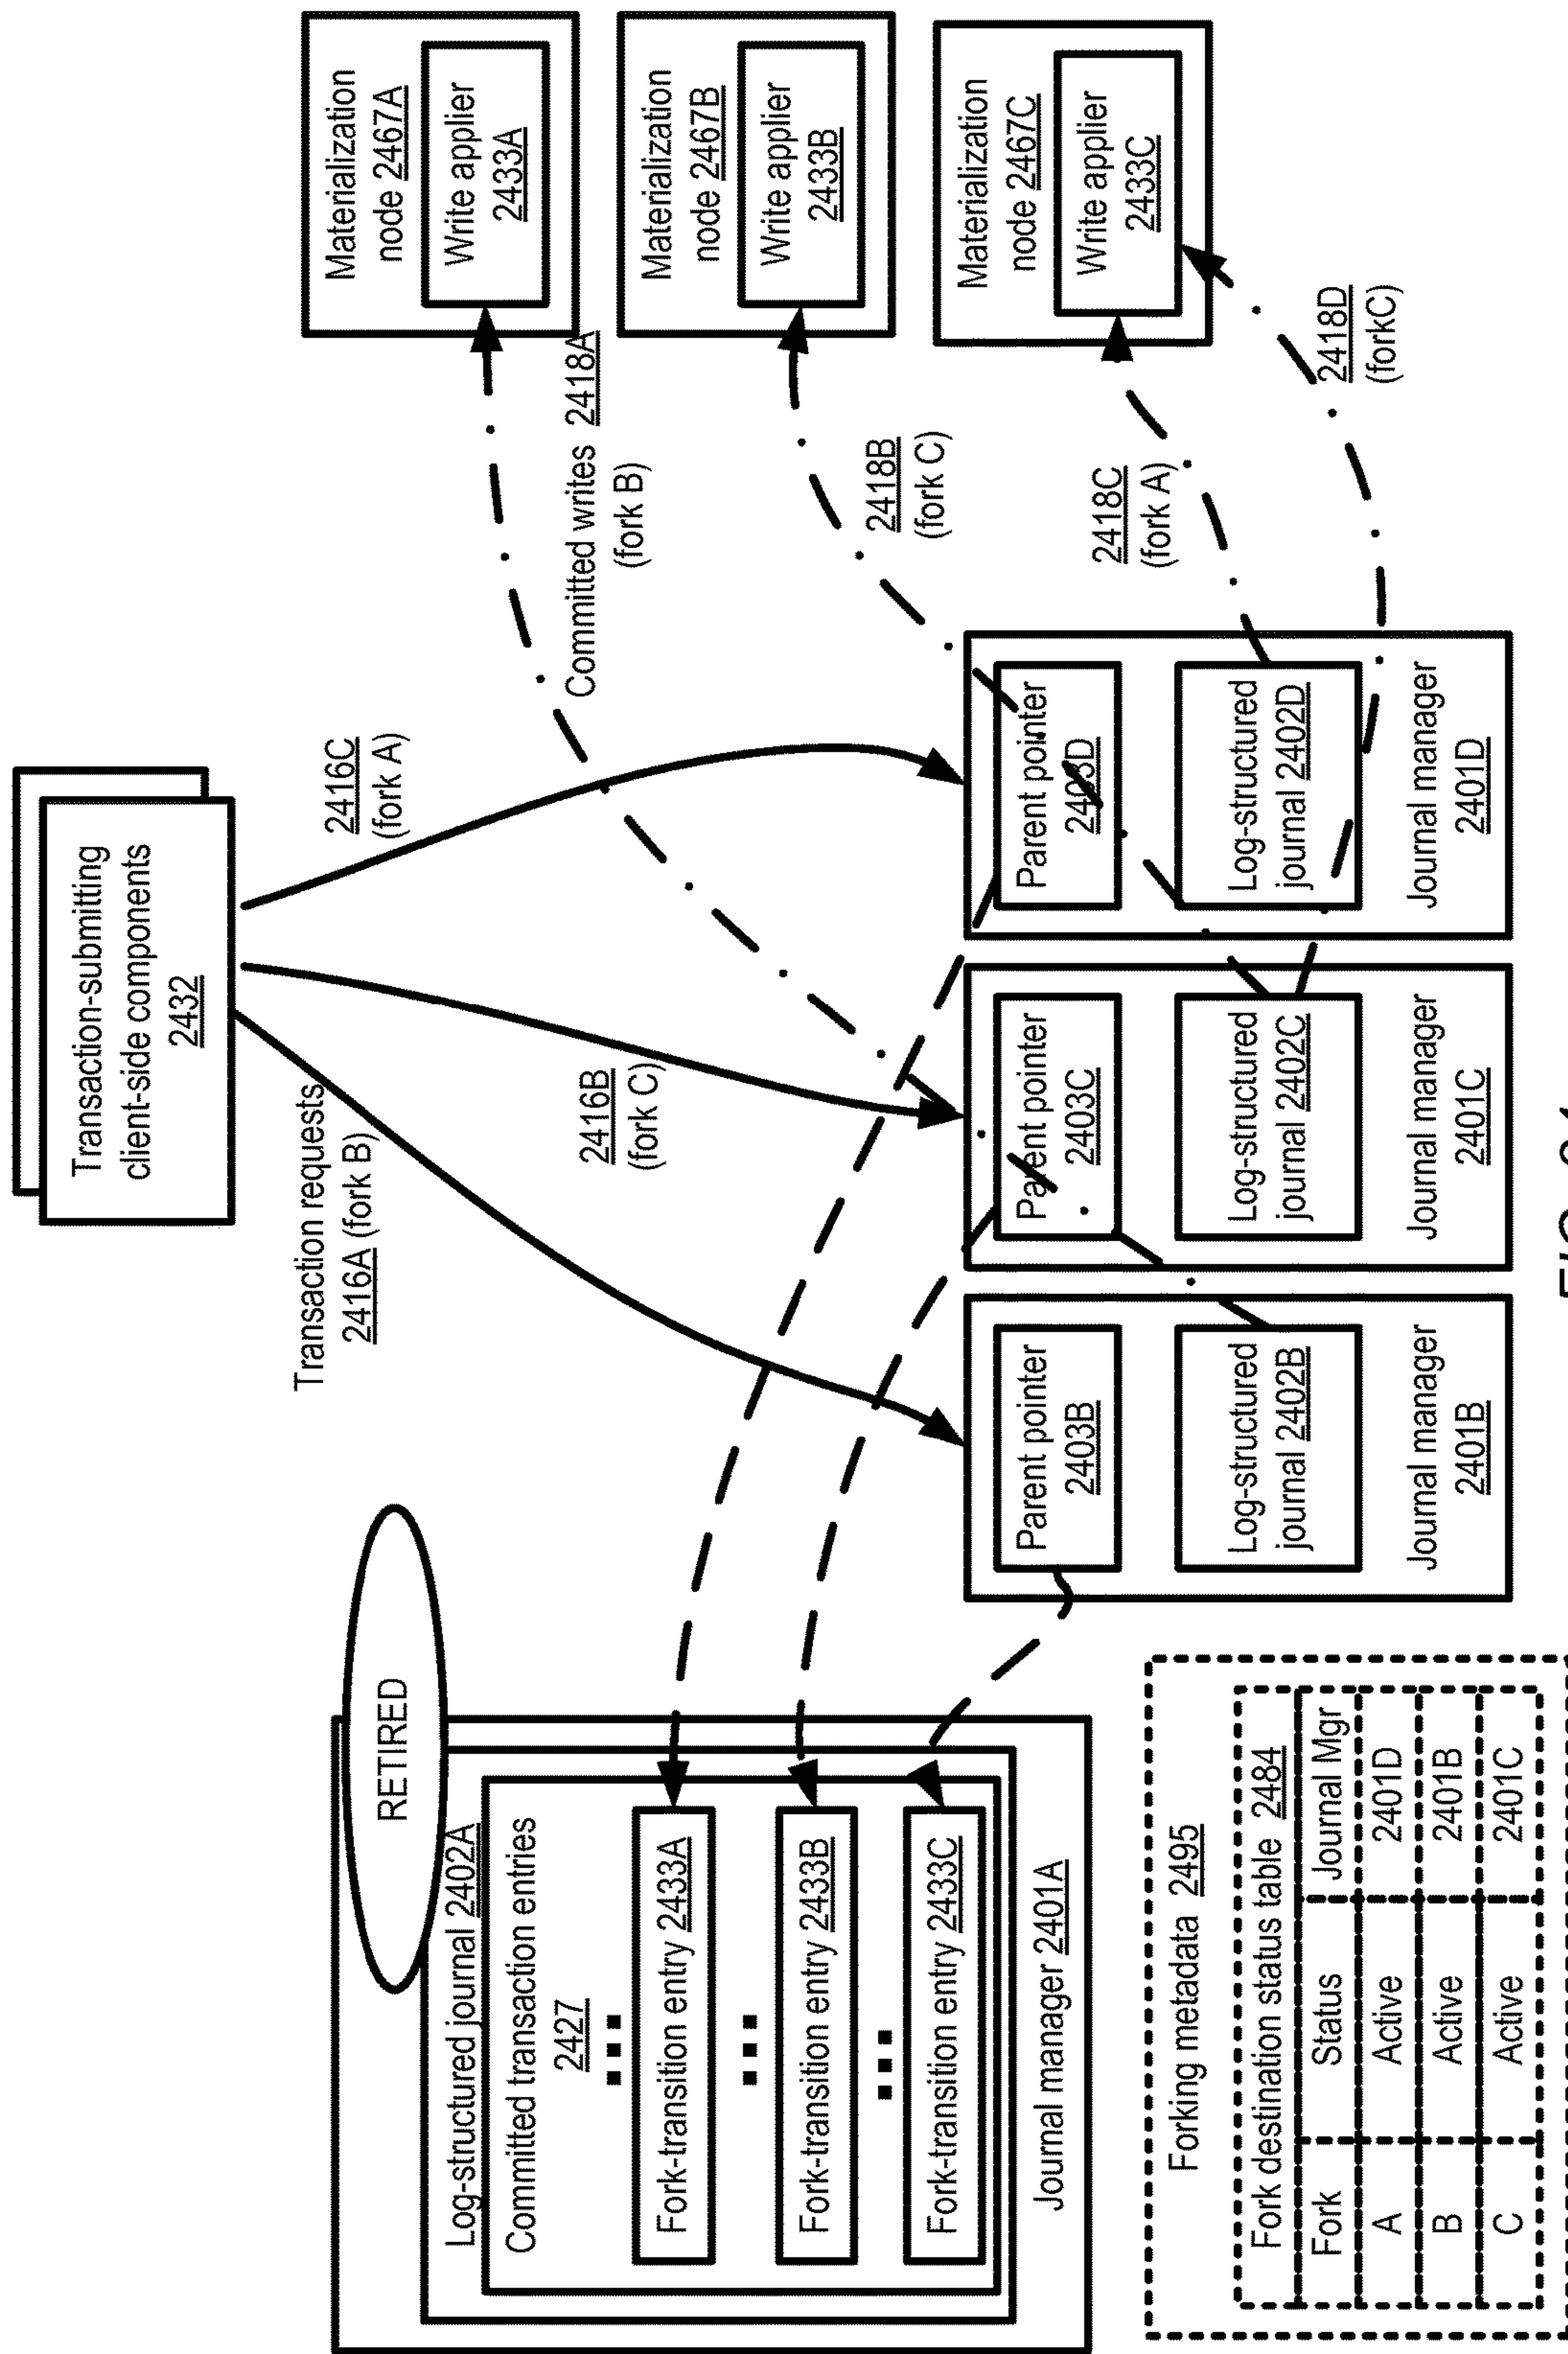 Transaction-submitting
client-side components
2432
RETIRED
Log-structured journal 2402A
Committed transaction entries
2427
Fork-transition entry 2433A
Fork-transition entry 2433B
Fork-transition entry 2433C
Journal manager 2401A
Transaction requests
2416A (fork B)
2416B
(fork C)
2416C
(fork A)
Committed writes 2418A
(fork B)
2418B
(fork C)
2418C
(fork A)
2418D
(forkC)
Materialization
node 2467A
Write applier
2433A
Materialization
node 2467B
Write applier
2433B
Materialization
node 2467C
Write applier
2433C
Parent pointer
2403B
Log-structured
journal 2402B
Journal manager
2401B
Parent pointer
2403C
Log-structured
journal 2402C
Journal manager
2401C
Parent pointer
2403D
Log-structured
journal 2402D
Journal manager
2401D
Forking metadata 2495
Fork destination status table 2484
Fork Status Journal Mgr
A Active 2401D
B Active 2401B
C Active 2401C